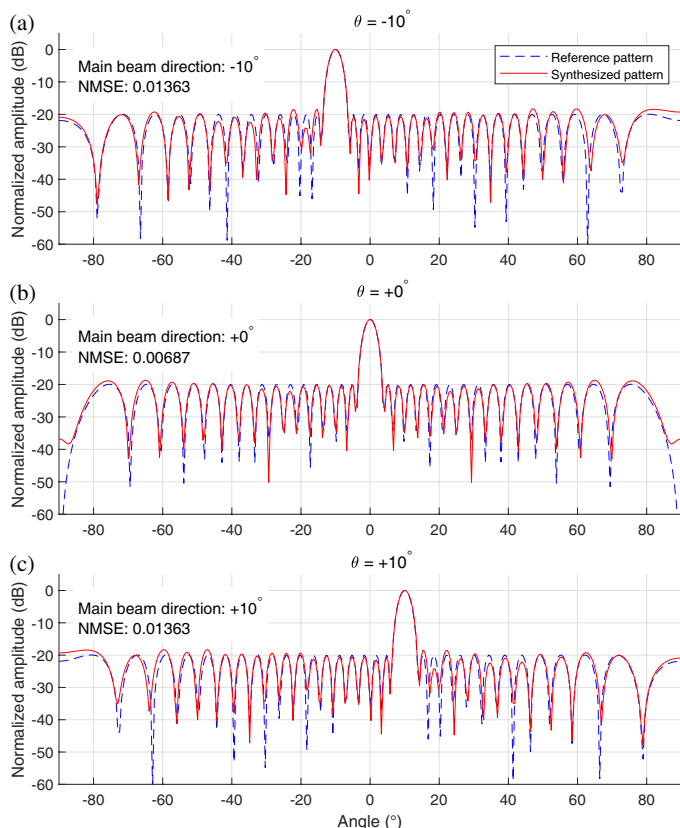 (a)
θ = -10°
Normalized amplitude (dB)
0
-10
-20
-30
-40
-50
-60
Main beam direction: -10°
NMSE: 0.01363
Reference pattern
Synthesized pattern
-80 -60 -40 -20 0 20 40 60 80
(b)
θ = +0°
Normalized amplitude (dB)
0
-10
-20
-30
-40
-50
-60
Main beam direction: +0°
NMSE: 0.00687
-80 -60 -40 -20 0 20 40 60 80
(c)
θ = +10°
Normalized amplitude (dB)
0
-10
-20
-30
-40
-50
-60
Main beam direction: +10°
NMSE: 0.01363
-80 -60 -40 -20 0 20 40 60 80
Angle (°)